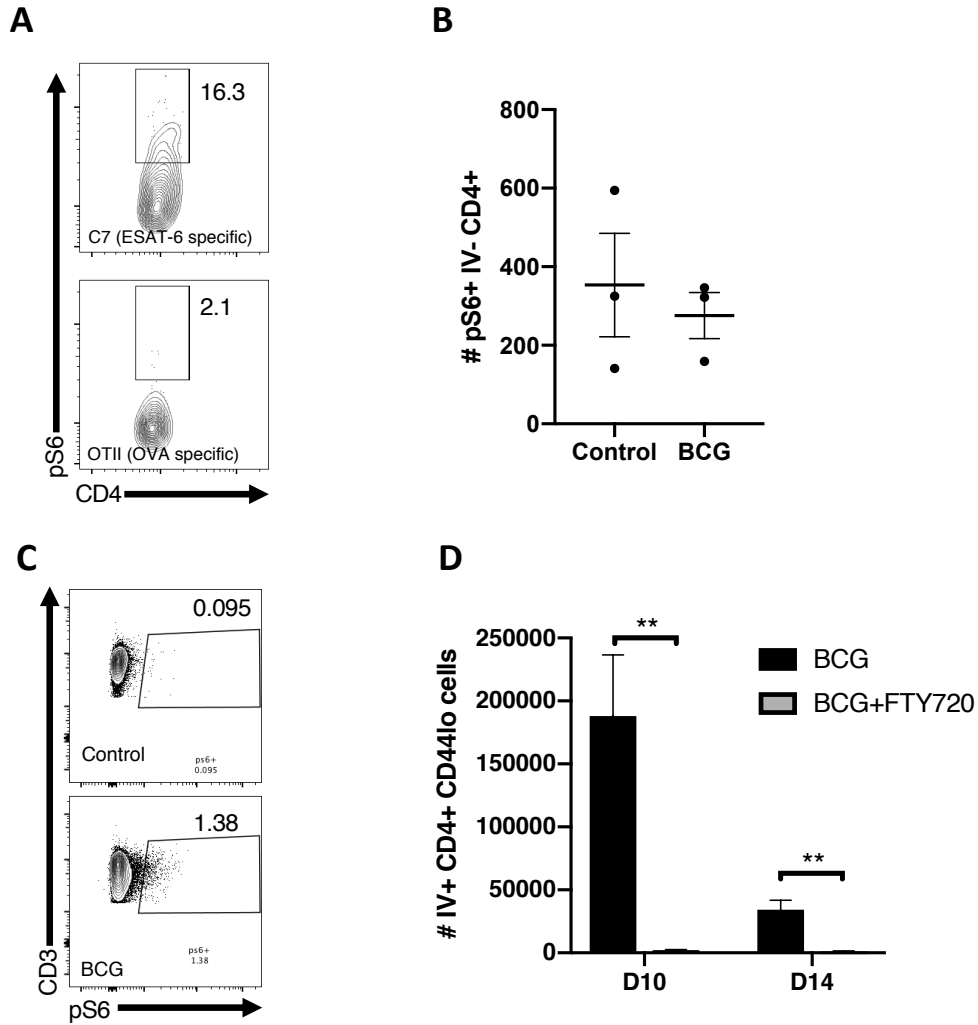 A
16.3
C7 (ESAT-6 specific)
2.1
OTII (OVA specific)
pS6
CD4
B
# pS6+ IV- CD4+
800
600
400
200
0
Control BCG
C
0.095
Control
ps6+
0.095
1.38
BCG
ps6+
1.38
CD3
pS6
D
# IV+ CD4+ CD44lo cells
250000
200000
150000
100000
50000
0
**
**
D10 D14
BCG
BCG+FTY720